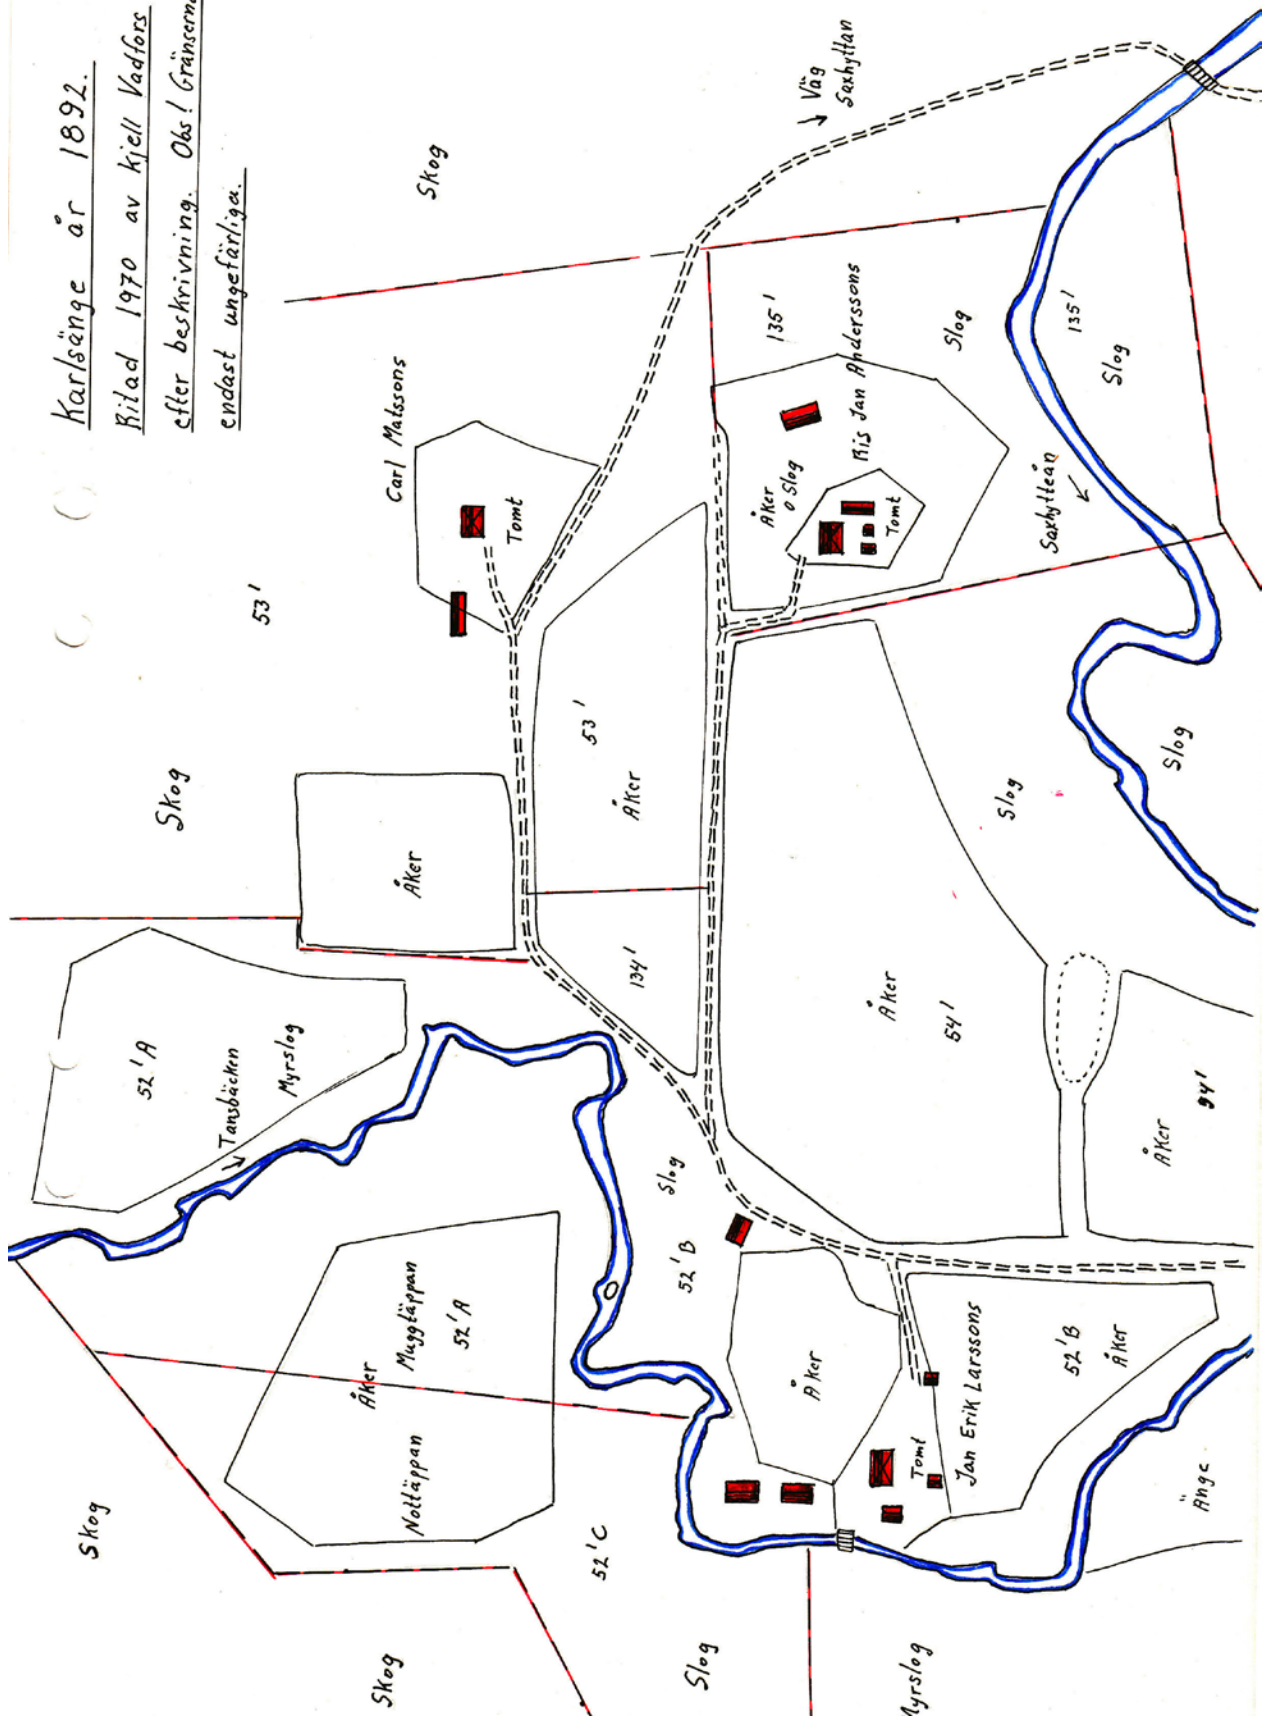 Karlsänge år 1892.
Ritad 1970 av Kjell Vadfors
efter beskrivning. Obs! Gränserna
endast ungefärliga.
Skog
Skog
52'A
Tansbäcken
Myrslog
Skog
53'
Åker
Carl Matssons
Tomt
Skog
Väg
Saxhyttan
Åker
Muggtäppan
52'A
Nottäppan
52'C
Skog
Slog
Myrslog
Slog
52'B
134'
53'
Åker
135'
Åker
o Slog
Ris Jan Anderssons
Tomt
Slog
Åker
54'
Åker
Tomt
Jan Erik Larssons
52'B
Åker
Änge
Åker
94'
Slog
Slog
Saxhytteån
135'
Slog